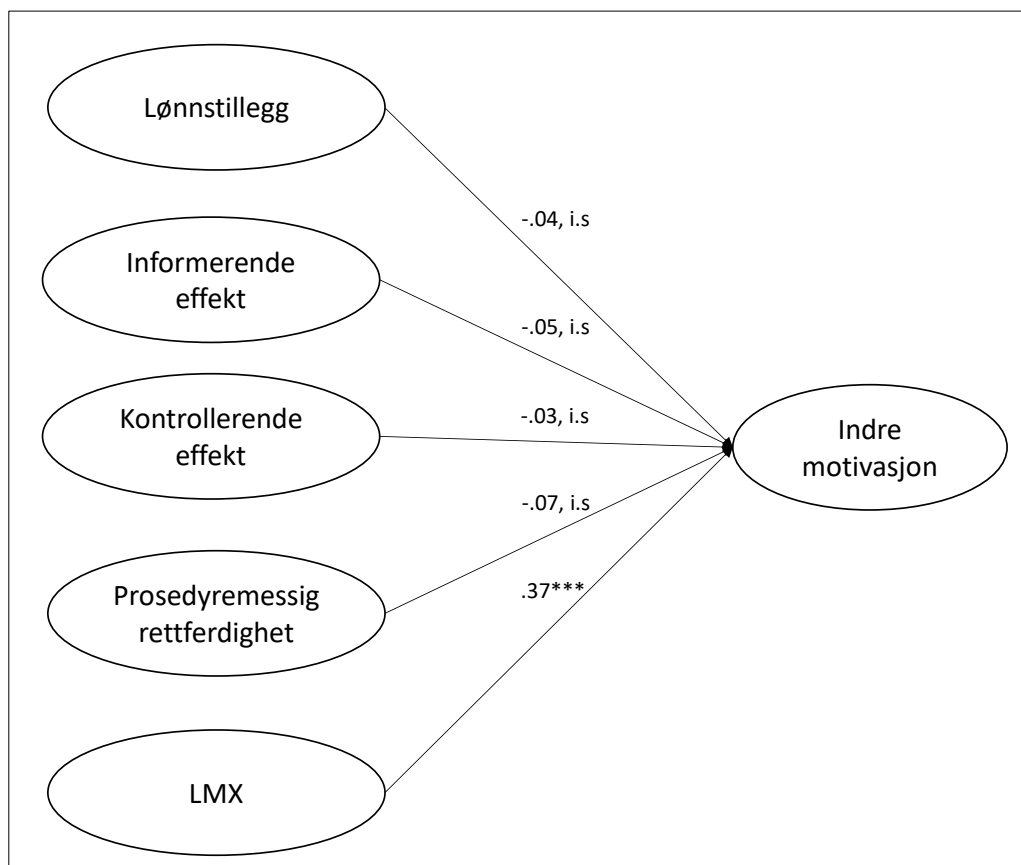 Lønnstillegg
-.04, i.s
Informerende
effekt
-.05, i.s
Kontrollerende
effekt
-.03, i.s
Indre
motivasjon
-.07, i.s
Prosedyremessig
rettferdighet
.37***
LMX